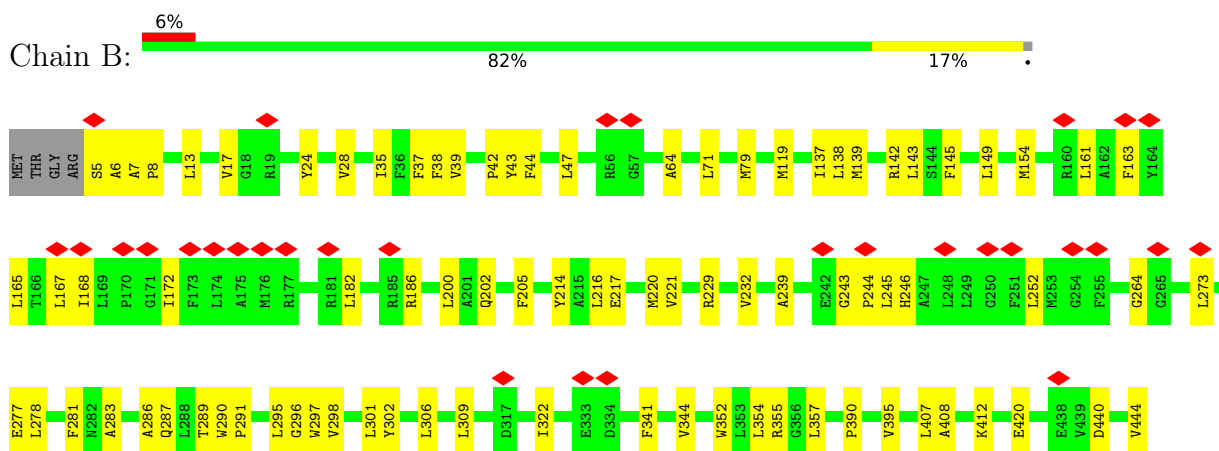 6%
Chain B:
82% 17% •
MET THR GLY ARG S5 A6 A7 P8 L13 V17 G18 R19 Y24 V28 I35 F36 F37 F38 V39 P42 Y43 F44 L47 R56 G57 A64 L71 M79 M119 I137 L138 M139 R142 L143 S144 F145 L149 M154 R160 L161 A162 F163 Y164
L165 T166 L167 I168 L169 P170 G171 I172 F173 L174 A175 M176 R177 R181 L182 R185 R186 L200 A201 Q202 F205 Y214 A215 L216 E217 M220 V221 R229 V232 A239 E242 G243 P244 L245 H246 A247 L248 L249 G250 F251 L252 M253 G254 F255 G264 G265 L273
E277 L278 F281 N282 A283 A286 Q287 L288 T289 W290 P291 L295 G296 W297 V298 L301 Y302 L306 L309 D317 I322 E333 D334 F341 V344 W352 L353 L354 R355 G356 L357 P390 V395 L407 A408 K412 E420 E438 V439 D440 V444